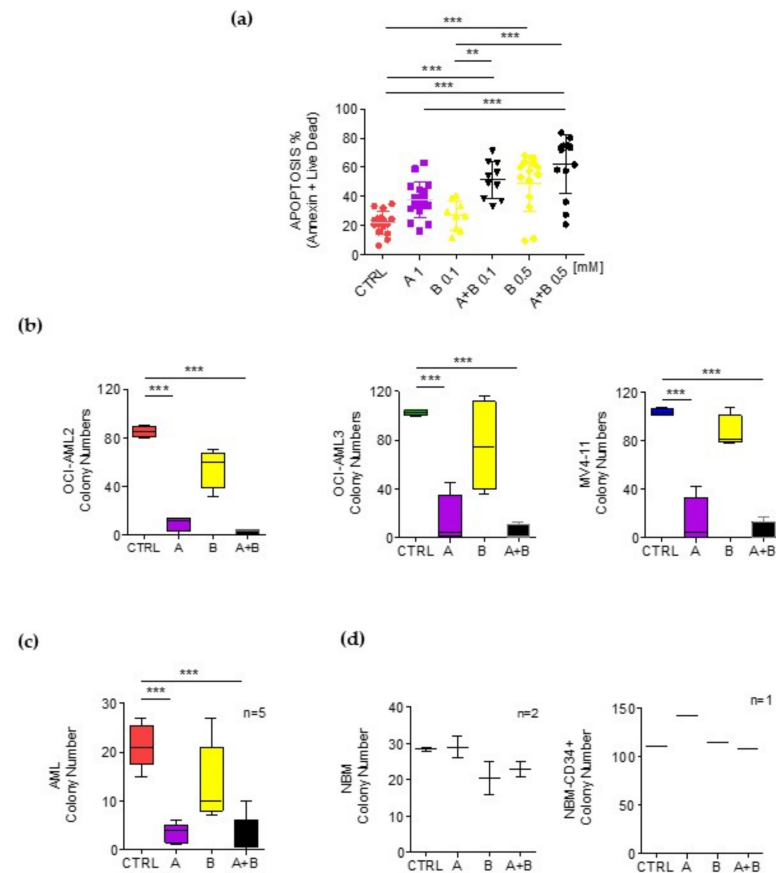 (a)
***
***
**
***
***
***
APOPTOSIS %
(Annexin + Live Dead)
100
80
60
40
20
0
CTRL
A 1
B 0.1
A+B 0.1
B 0.5
A+B 0.5
[mM]
(b)
***
***
OCI-AML2
Colony Numbers
120
80
40
0
CTRL A B A+B
***
***
OCI-AML3
Colony Numbers
120
80
40
0
CTRL A B A+B
***
***
MV4-11
Colony Numbers
120
80
40
0
CTRL A B A+B
(c)
***
***
n=5
AML
Colony Number
30
20
10
0
CTRL A B A+B
(d)
n=2
NBM
Colony Number
40
30
20
10
0
CTRL A B A+B
n=1
NBM-CD34+
Colony Number
150
100
50
0
CTRL A B A+B